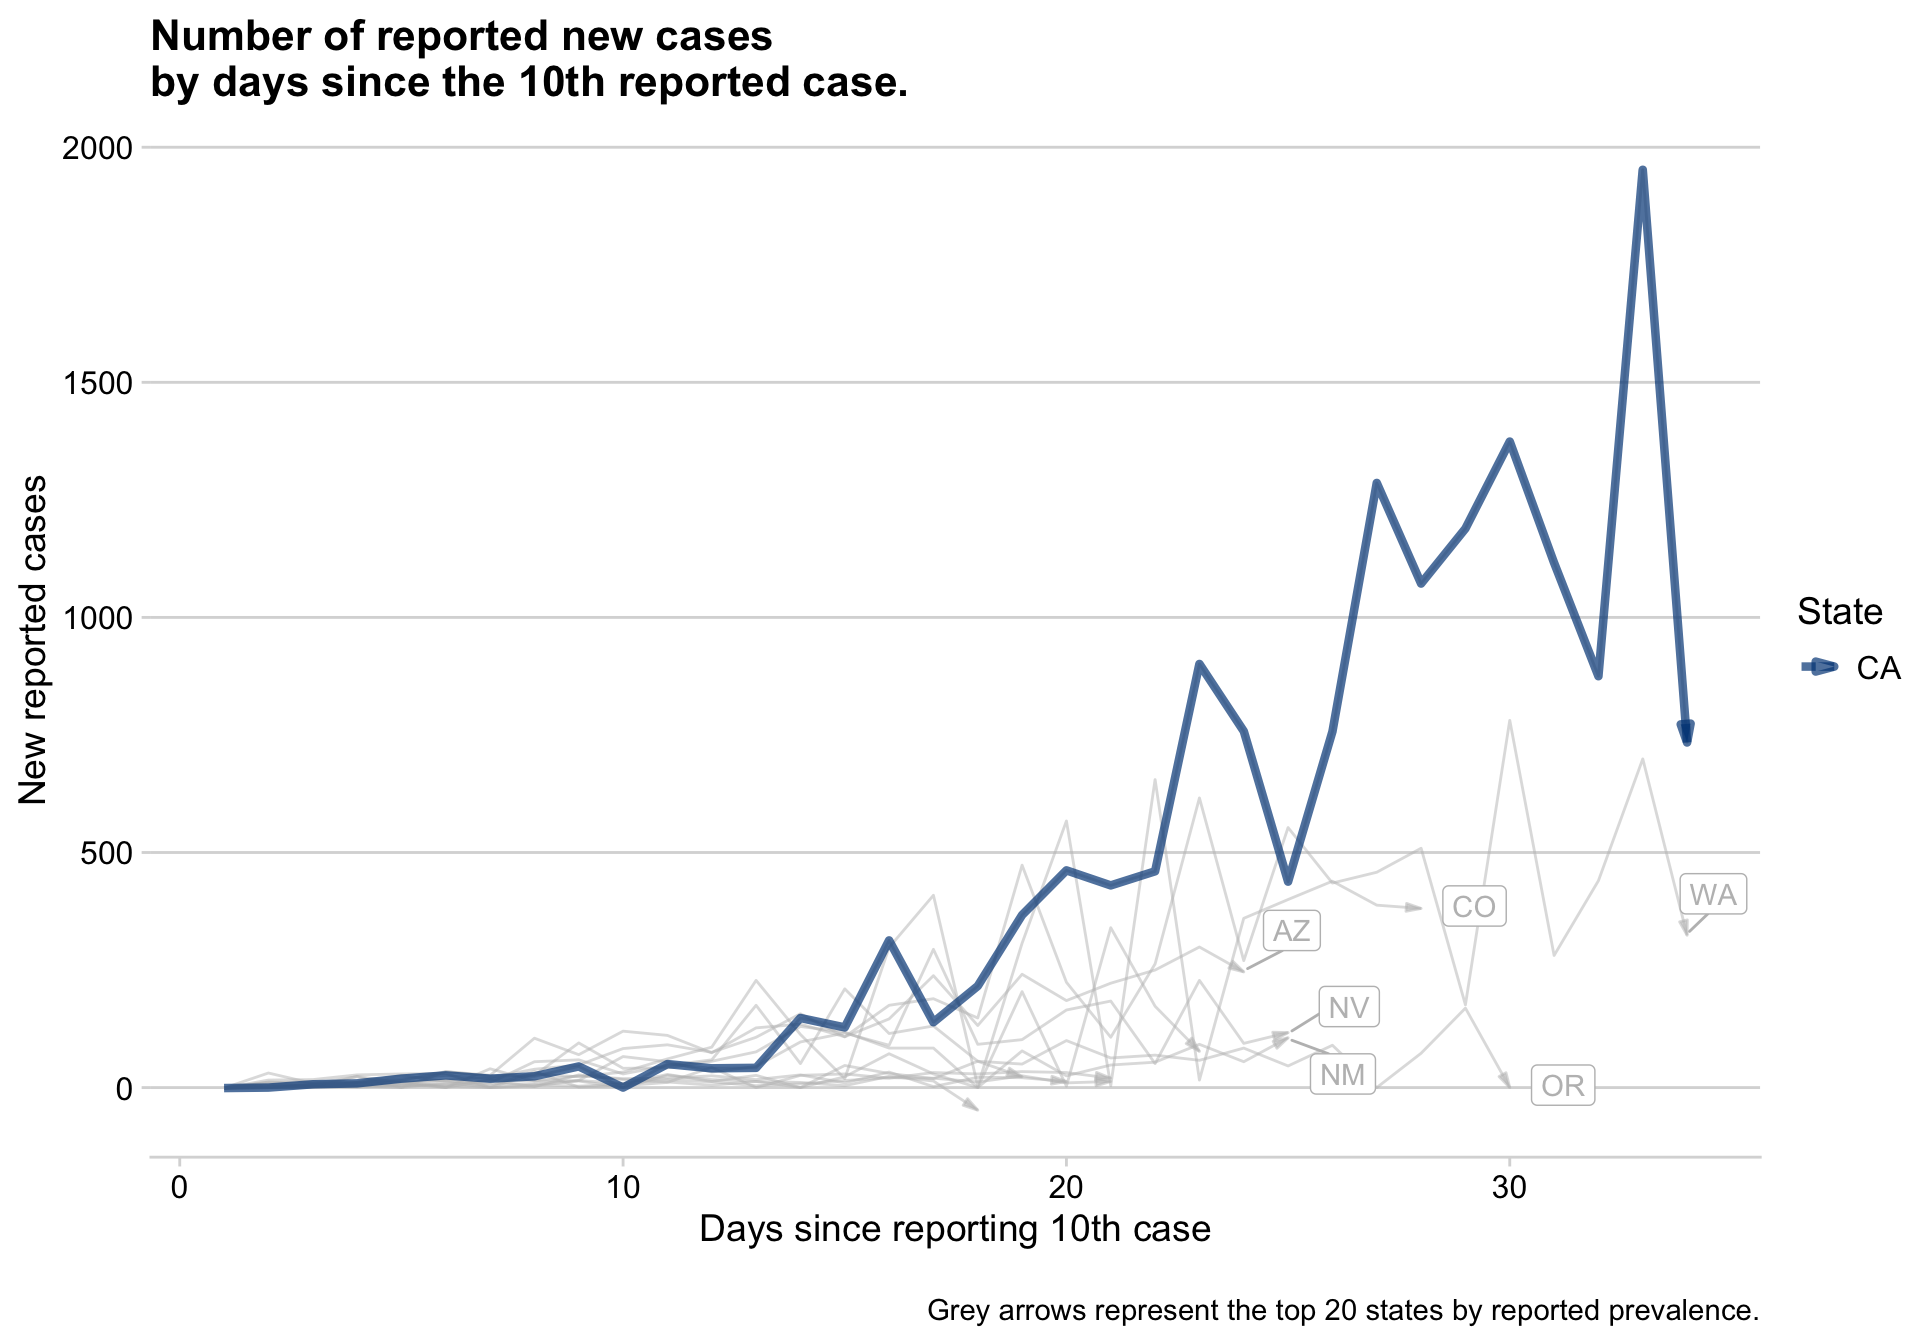 Number of reported new cases
by days since the 10th reported case.
New reported cases
2000
1500
1000
500
0
0
10
20
30
Days since reporting 10th case
AZ
CO
WA
NV
NM
OR
State
CA
Grey arrows represent the top 20 states by reported prevalence.